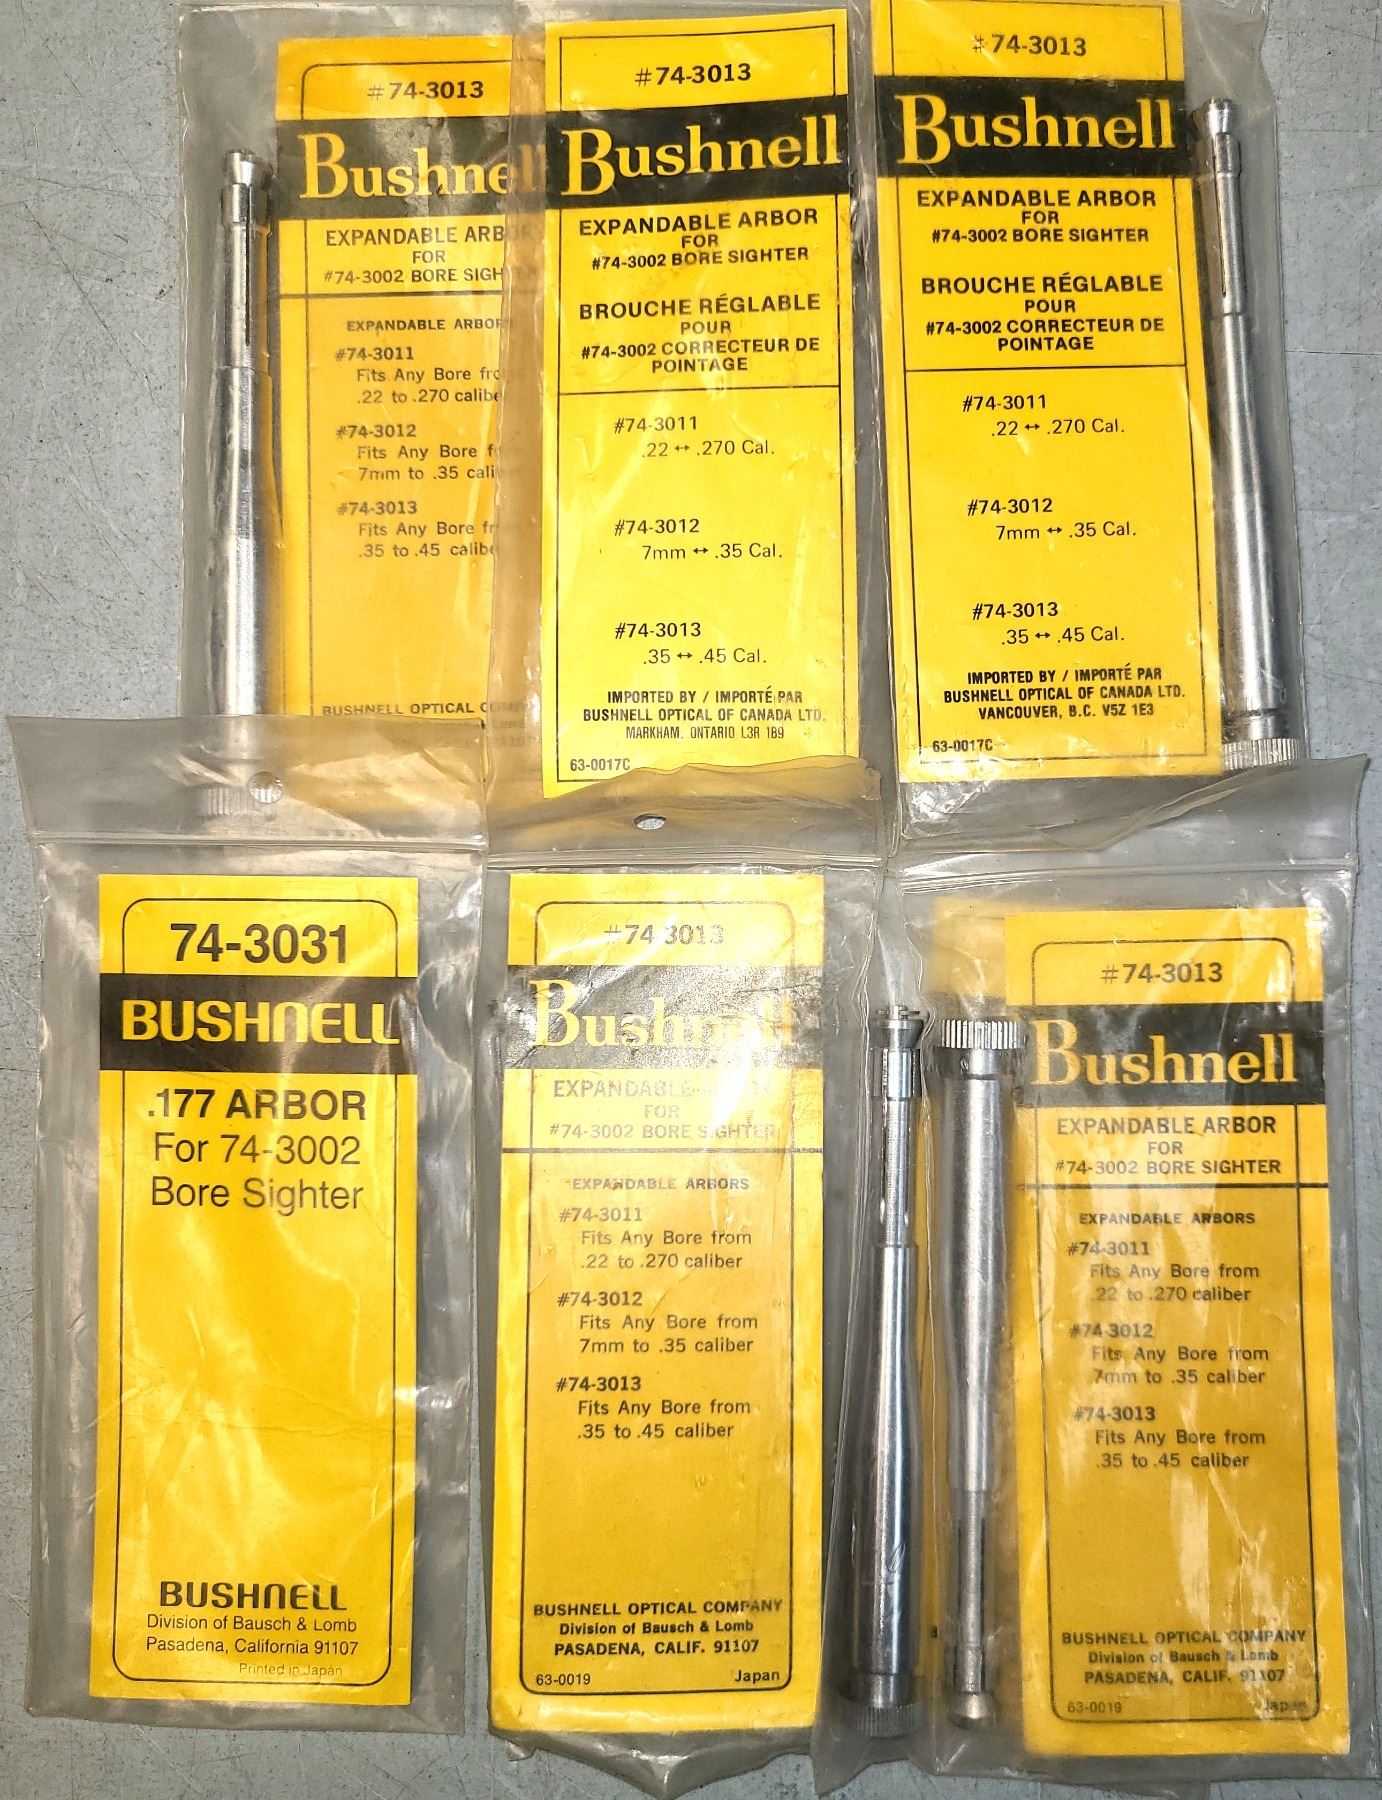 #74-3013
Bushnell
EXPANDABLE ARBOR
FOR
#74-3002 BORE SIGH
EXPANDABLE ARBOR
#74-3011
Fits Any Bore
.22 to .270 calibe
#74-3012
Fits Any Bore
7mm to .35 cali
#74-3013
Fits Any Bore
.35 to .45 calibe
BUSHNELL OPTICAL
#74-3013
Bushnell
EXPANDABLE ARBOR
FOR
#74-3002 BORE SIGHTER
BROUCHE RÉGLABLE
POUR
#74-3002 CORRECTEUR DE
POINTAGE
#74-3011
.22 ↔ .270 Cal.
#74-3012
7mm ↔ .35 Cal.
#74-3013
.35 ↔ .45 Cal.
IMPORTED BY / IMPORTÉ PAR
BUSHNELL OPTICAL OF CANADA LTD.
MARKHAM, ONTARIO L3R 1B9
63-0017C
#74-3013
Bushnell
EXPANDABLE ARBOR
FOR
#74-3002 BORE SIGHTER
BROUCHE RÉGLABLE
POUR
#74-3002 CORRECTEUR DE
POINTAGE
#74-3011
.22 ↔ .270 Cal.
#74-3012
7mm ↔ .35 Cal.
#74-3013
.35 ↔ .45 Cal.
IMPORTED BY / IMPORTÉ PAR
BUSHNELL OPTICAL OF CANADA LTD.
VANCOUVER, B.C. V5Z 1E3
63-0017C
74-3031
BUSHNELL
.177 ARBOR
For 74-3002
Bore Sighter
BUSHNELL
Division of Bausch & Lomb
Pasadena, California 91107
Printed in Japan
#74-3013
Bushnell
EXPANDABLE
FOR
#74-3002 BORE SIGHTER
EXPANDABLE ARBORS
#74-3011
Fits Any Bore from
.22 to .270 caliber
#74-3012
Fits Any Bore from
7mm to .35 caliber
#74-3013
Fits Any Bore from
.35 to .45 caliber
BUSHNELL OPTICAL COMPANY
Division of Bausch & Lomb
PASADENA, CALIF. 91107
63-0019 Japan
#74-3013
Bushnell
EXPANDABLE ARBOR
FOR
#74-3002 BORE SIGHTER
EXPANDABLE ARBORS
#74-3011
Fits Any Bore from
.22 to .270 caliber
#74-3012
Fits Any Bore from
7mm to .35 caliber
#74-3013
Fits Any Bore from
.35 to .45 caliber
BUSHNELL OPTICAL COMPANY
Division of Bausch & Lomb
PASADENA, CALIF. 91107
63-0019 Japan